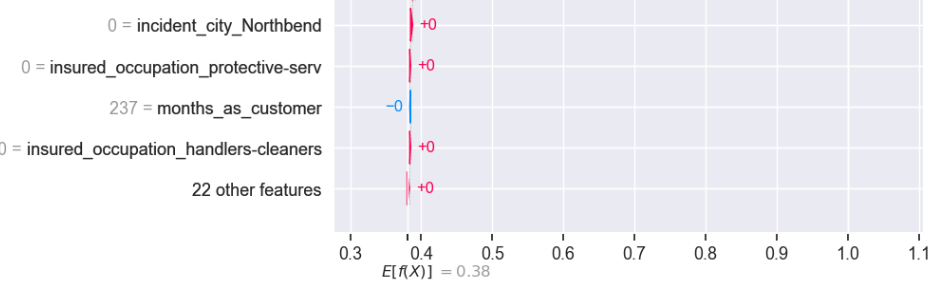 0 = incident_city_Northbend +0
0 = insured_occupation_protective-serv +0
237 = months_as_customer −0
0 = insured_occupation_handlers-cleaners +0
22 other features +0
0.3 0.4 0.5 0.6 0.7 0.8 0.9 1.0 1.1
E[f(X)] = 0.38